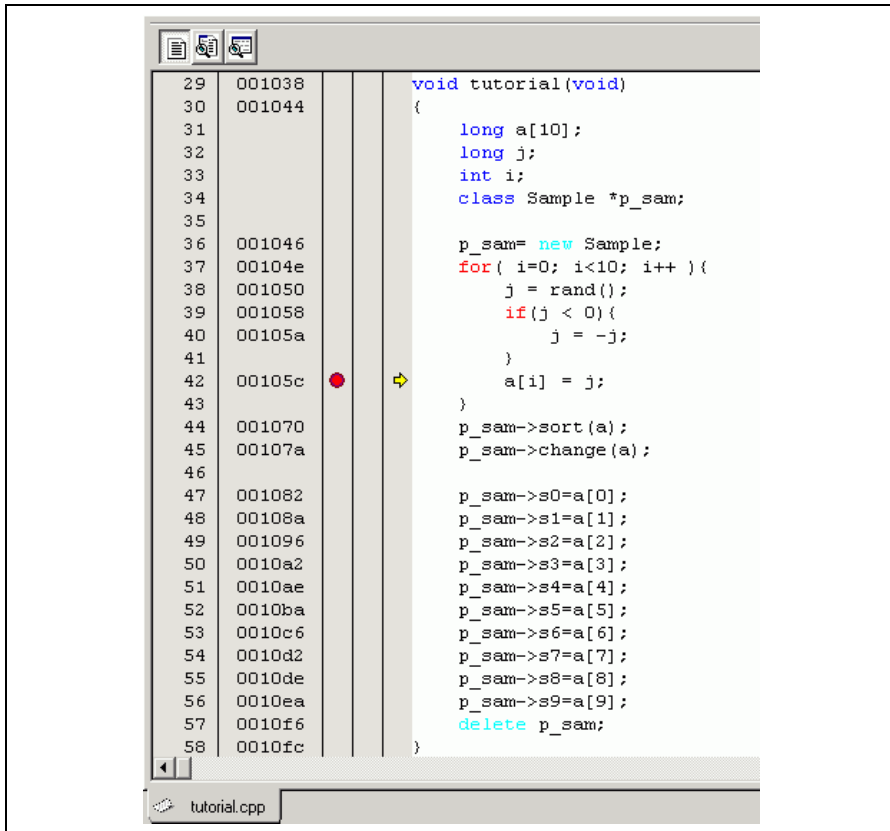 29 001038 void tutorial(void)
30 001044 {
31 long a[10];
32 long j;
33 int i;
34 class Sample *p_sam;
35
36 001046 p_sam= new Sample;
37 00104e for( i=0; i<10; i++ ){
38 001050 j = rand();
39 001058 if(j < 0){
40 00105a j = -j;
41 }
42 00105c a[i] = j;
43 }
44 001070 p_sam->sort(a);
45 00107a p_sam->change(a);
46
47 001082 p_sam->s0=a[0];
48 00108a p_sam->s1=a[1];
49 001096 p_sam->s2=a[2];
50 0010a2 p_sam->s3=a[3];
51 0010ae p_sam->s4=a[4];
52 0010ba p_sam->s5=a[5];
53 0010c6 p_sam->s6=a[6];
54 0010d2 p_sam->s7=a[7];
55 0010de p_sam->s8=a[8];
56 0010ea p_sam->s9=a[9];
57 0010f6 delete p_sam;
58 0010fc }
tutorial.cpp